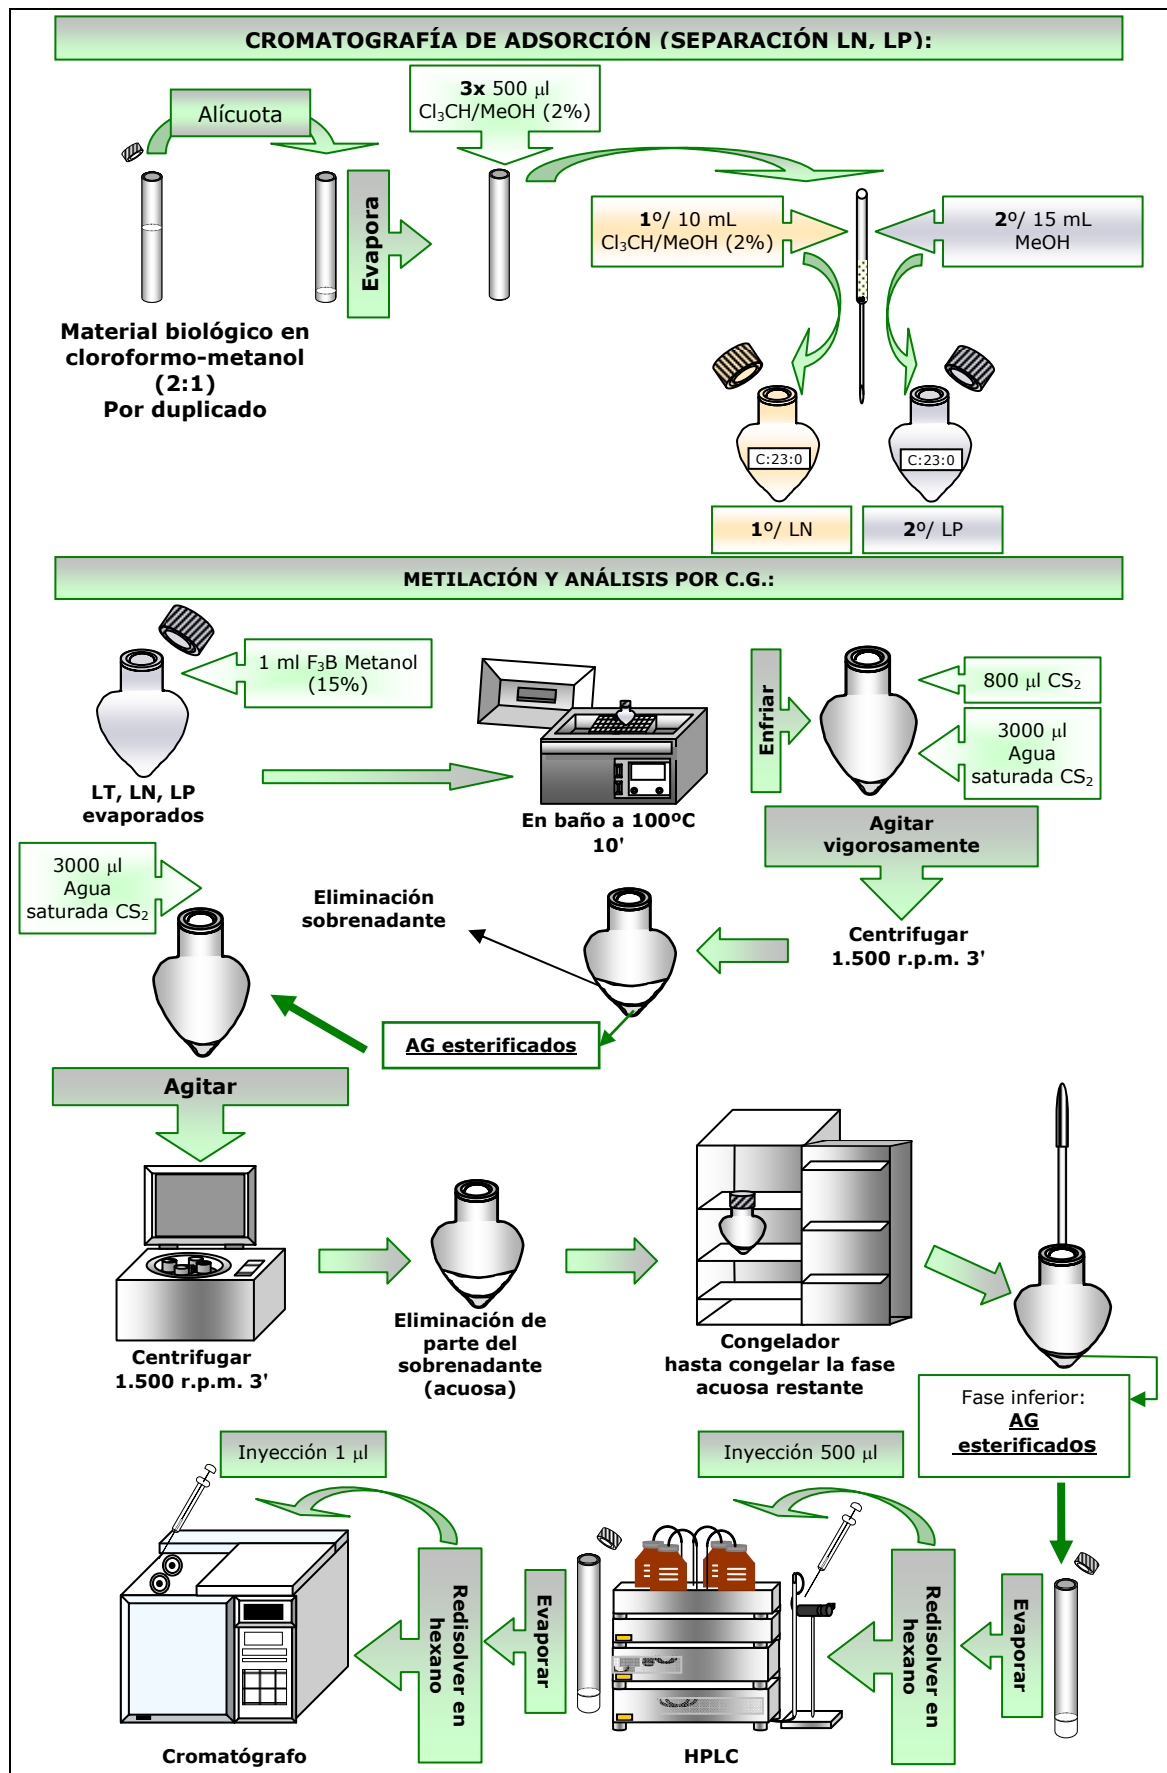 CROMATOGRAFÍA DE ADSORCIÓN (SEPARACIÓN LN, LP):
Alícuota
3x 500 µl
Cl₃CH/MeOH (2%)
Evapora
1º/ 10 mL
Cl₃CH/MeOH (2%)
2º/ 15 mL
MeOH
Material biológico en
cloroformo-metanol
(2:1)
Por duplicado
C:23:0
C:23:0
1º/ LN
2º/ LP
METILACIÓN Y ANÁLISIS POR C.G.:
1 ml F₃B Metanol
(15%)
LT, LN, LP
evaporados
En baño a 100ºC
10'
Enfriar
800 µl CS₂
3000 µl
Agua
saturada CS₂
Agitar
vigorosamente
Centrifugar
1.500 r.p.m. 3'
Eliminación
sobrenadante
AG esterificados
3000 µl
Agua
saturada CS₂
Agitar
Centrifugar
1.500 r.p.m. 3'
Eliminación de
parte del
sobrenadante
(acuosa)
Congelador
hasta congelar la fase
acuosa restante
Fase inferior:
AG
esterificados
Evaporar
Redisolver en
hexano
Inyección 500 µl
HPLC
Evaporar
Redisolver en
hexano
Inyección 1 µl
Cromatógrafo